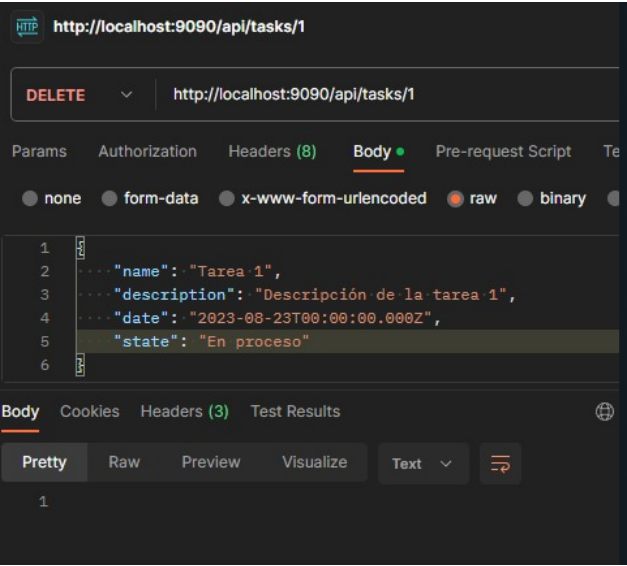 HTTP http://localhost:9090/api/tasks/1
DELETE http://localhost:9090/api/tasks/1
Params Authorization Headers (8) Body Pre-request Script Te
none form-data x-www-form-urlencoded raw binary
1 {
2 "name": "Tarea 1",
3 "description": "Descripción de la tarea 1",
4 "date": "2023-08-23T00:00:00.000Z",
5 "state": "En proceso"
6 }
Body Cookies Headers (3) Test Results
Pretty Raw Preview Visualize Text
1